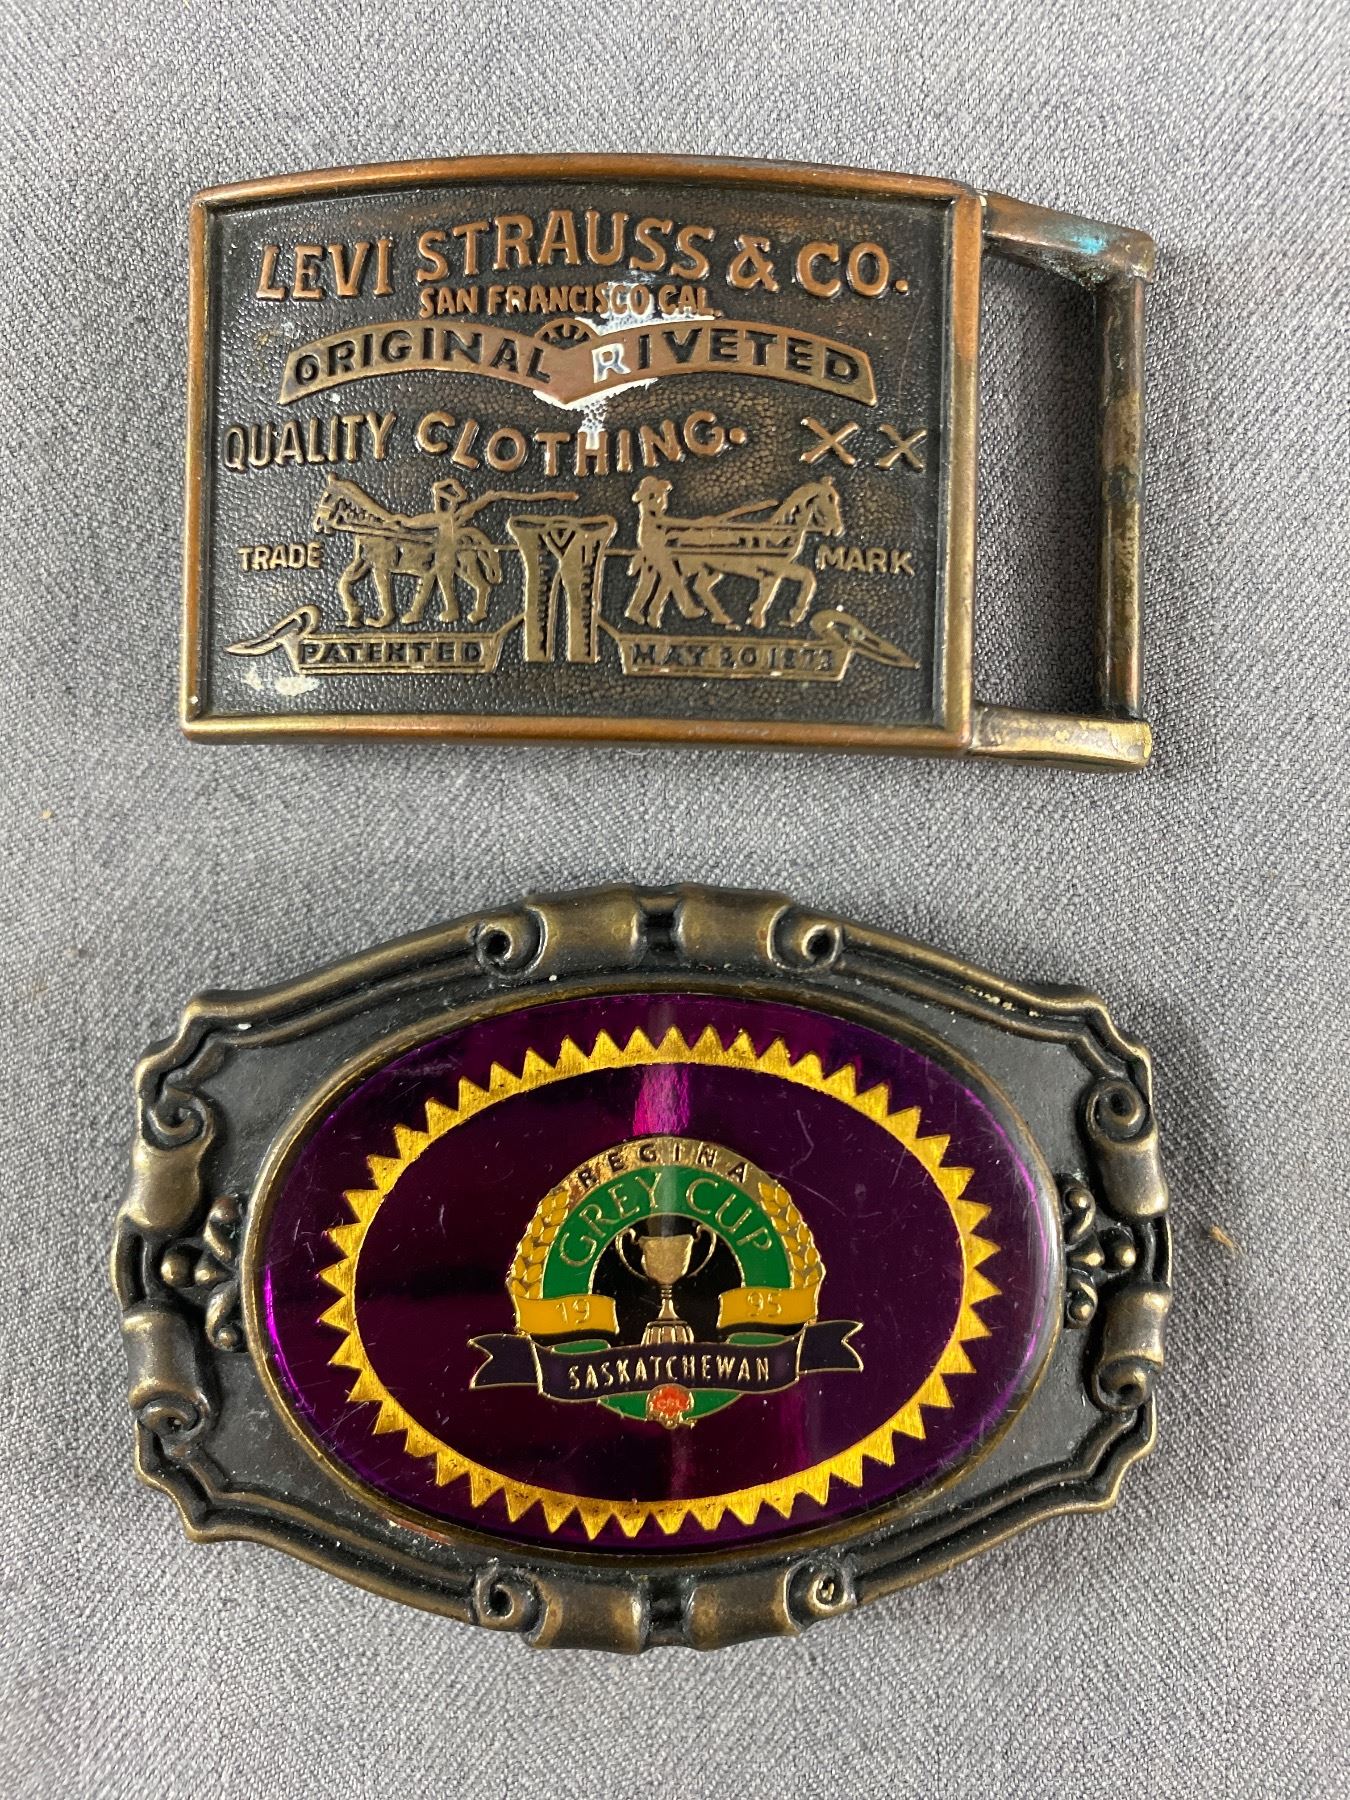 LEVI STRAUSS & CO.
SAN FRANCISCO CAL.
ORIGINAL RIVETED
QUALITY CLOTHING. XX
TRADE MARK
PATENTED MAY 20 1873
REGINA
GREY CUP
19 95
SASKATCHEWAN
CFL